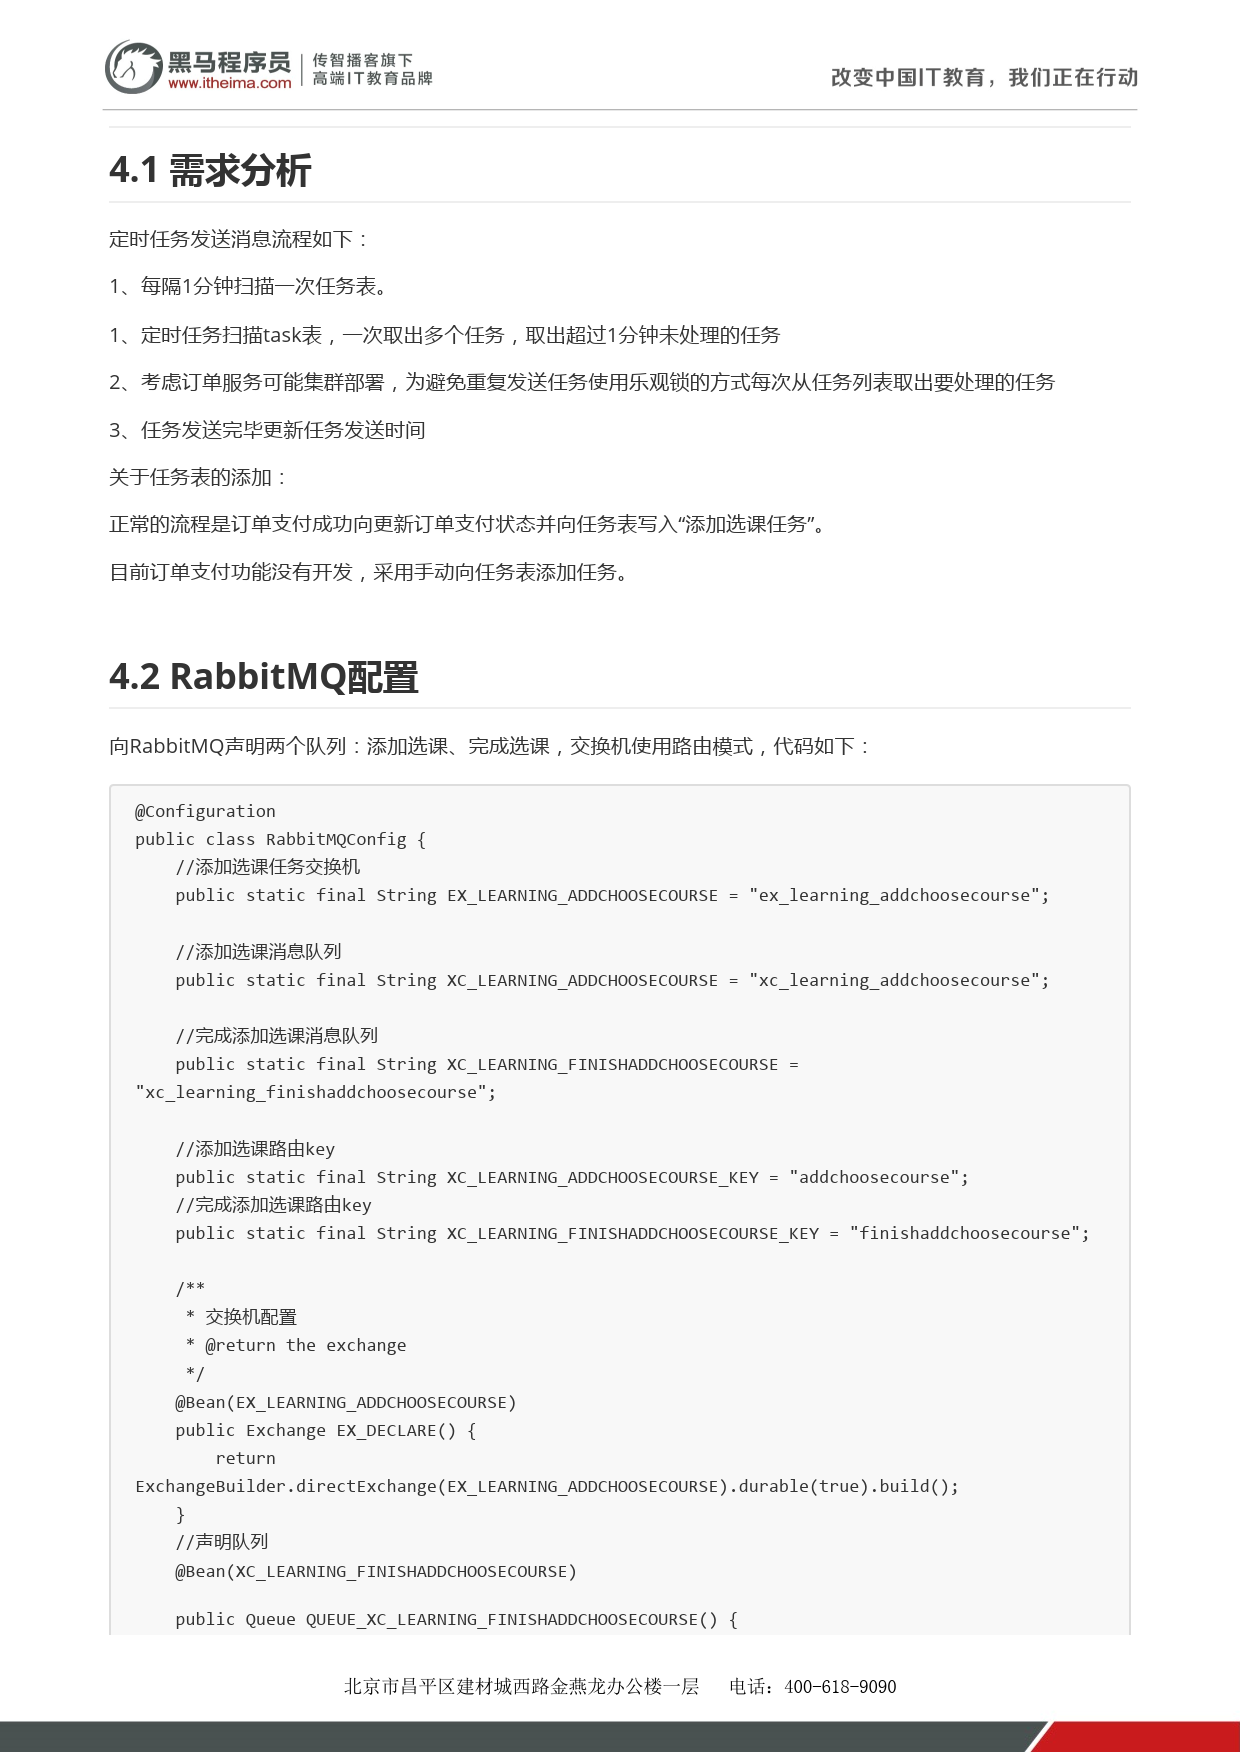 黑马程序员
www.itheima.com
传智播客旗下
高端IT教育品牌
改变中国IT教育，我们正在行动
4.1 需求分析
定时任务发送消息流程如下：
1、每隔1分钟扫描一次任务表。
1、定时任务扫描task表，一次取出多个任务，取出超过1分钟未处理的任务
2、考虑订单服务可能集群部署，为避免重复发送任务使用乐观锁的方式每次从任务列表取出要处理的任务
3、任务发送完毕更新任务发送时间
关于任务表的添加：
正常的流程是订单支付成功向更新订单支付状态并向任务表写入“添加选课任务”。
目前订单支付功能没有开发，采用手动向任务表添加任务。
4.2 RabbitMQ配置
向RabbitMQ声明两个队列：添加选课、完成选课，交换机使用路由模式，代码如下：
@Configuration
public class RabbitMQConfig {
    //添加选课任务交换机
    public static final String EX_LEARNING_ADDCHOOSECOURSE = "ex_learning_addchoosecourse";
    //添加选课消息队列
    public static final String XC_LEARNING_ADDCHOOSECOURSE = "xc_learning_addchoosecourse";
    //完成添加选课消息队列
    public static final String XC_LEARNING_FINISHADDCHOOSECOURSE =
"xc_learning_finishaddchoosecourse";
    //添加选课路由key
    public static final String XC_LEARNING_ADDCHOOSECOURSE_KEY = "addchoosecourse";
    //完成添加选课路由key
    public static final String XC_LEARNING_FINISHADDCHOOSECOURSE_KEY = "finishaddchoosecourse";
    /**
     * 交换机配置
     * @return the exchange
     */
    @Bean(EX_LEARNING_ADDCHOOSECOURSE)
    public Exchange EX_DECLARE() {
        return
ExchangeBuilder.directExchange(EX_LEARNING_ADDCHOOSECOURSE).durable(true).build();
    }
    //声明队列
    @Bean(XC_LEARNING_FINISHADDCHOOSECOURSE)
    public Queue QUEUE_XC_LEARNING_FINISHADDCHOOSECOURSE() {
北京市昌平区建材城西路金燕龙办公楼一层 电话：400-618-9090